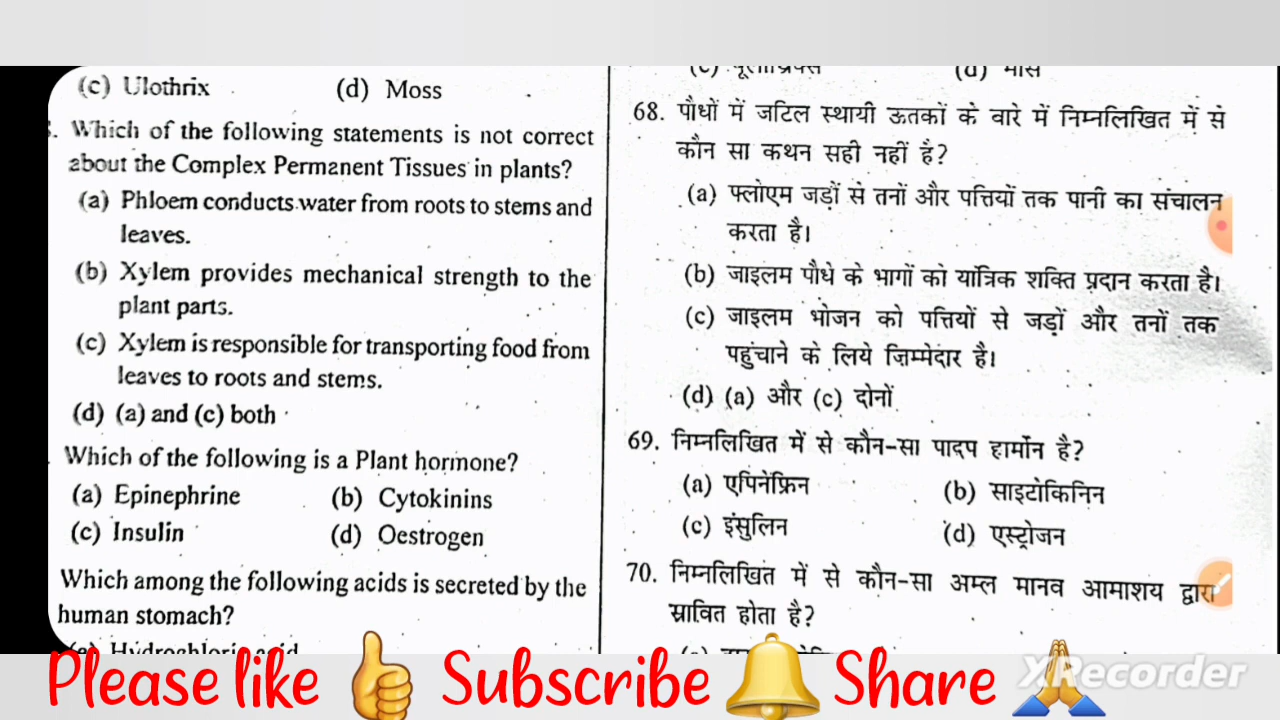 (c) Ulothrix (d) Moss
. Which of the following statements is not correct
about the Complex Permanent Tissues in plants?
(a) Phloem conducts water from roots to stems and
leaves.
(b) Xylem provides mechanical strength to the
plant parts.
(c) Xylem is responsible for transporting food from
leaves to roots and stems.
(d) (a) and (c) both
Which of the following is a Plant hormone?
(a) Epinephrine (b) Cytokinins
(c) Insulin (d) Oestrogen
Which among the following acids is secreted by the
human stomach?
(a) Hydrochloric acid
(d) मॉस
68. पौधों में जटिल स्थायी ऊतकों के बारे में निम्नलिखित में से
कौन सा कथन सही नहीं है?
(a) फ्लोएम जड़ों से तनों और पत्तियों तक पानी का संचालन
करता है।
(b) जाइलम पौधे के भागों को यांत्रिक शक्ति प्रदान करता है।
(c) जाइलम भोजन को पत्तियों से जड़ों और तनों तक
पहुंचाने के लिये ज़िम्मेदार है।
(d) (a) और (c) दोनों
69. निम्नलिखित में से कौन-सा पादप हार्मोन है?
(a) एपिनेफ्रिन (b) साइटोकिनिन
(c) इंसुलिन (d) एस्ट्रोजन
70. निम्नलिखित में से कौन-सा अम्ल मानव आमाशय द्वारा
स्रावित होता है?
Please like Subscribe Share
XRecorder